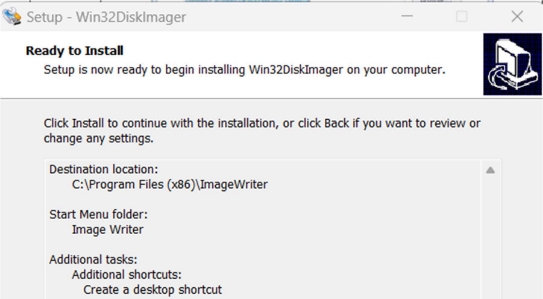 Setup - Win32DiskImager
Ready to Install
Setup is now ready to begin installing Win32DiskImager on your computer.
Click Install to continue with the installation, or click Back if you want to review or
change any settings.
Destination location:
C:\Program Files (x86)\ImageWriter
Start Menu folder:
Image Writer
Additional tasks:
Additional shortcuts:
Create a desktop shortcut